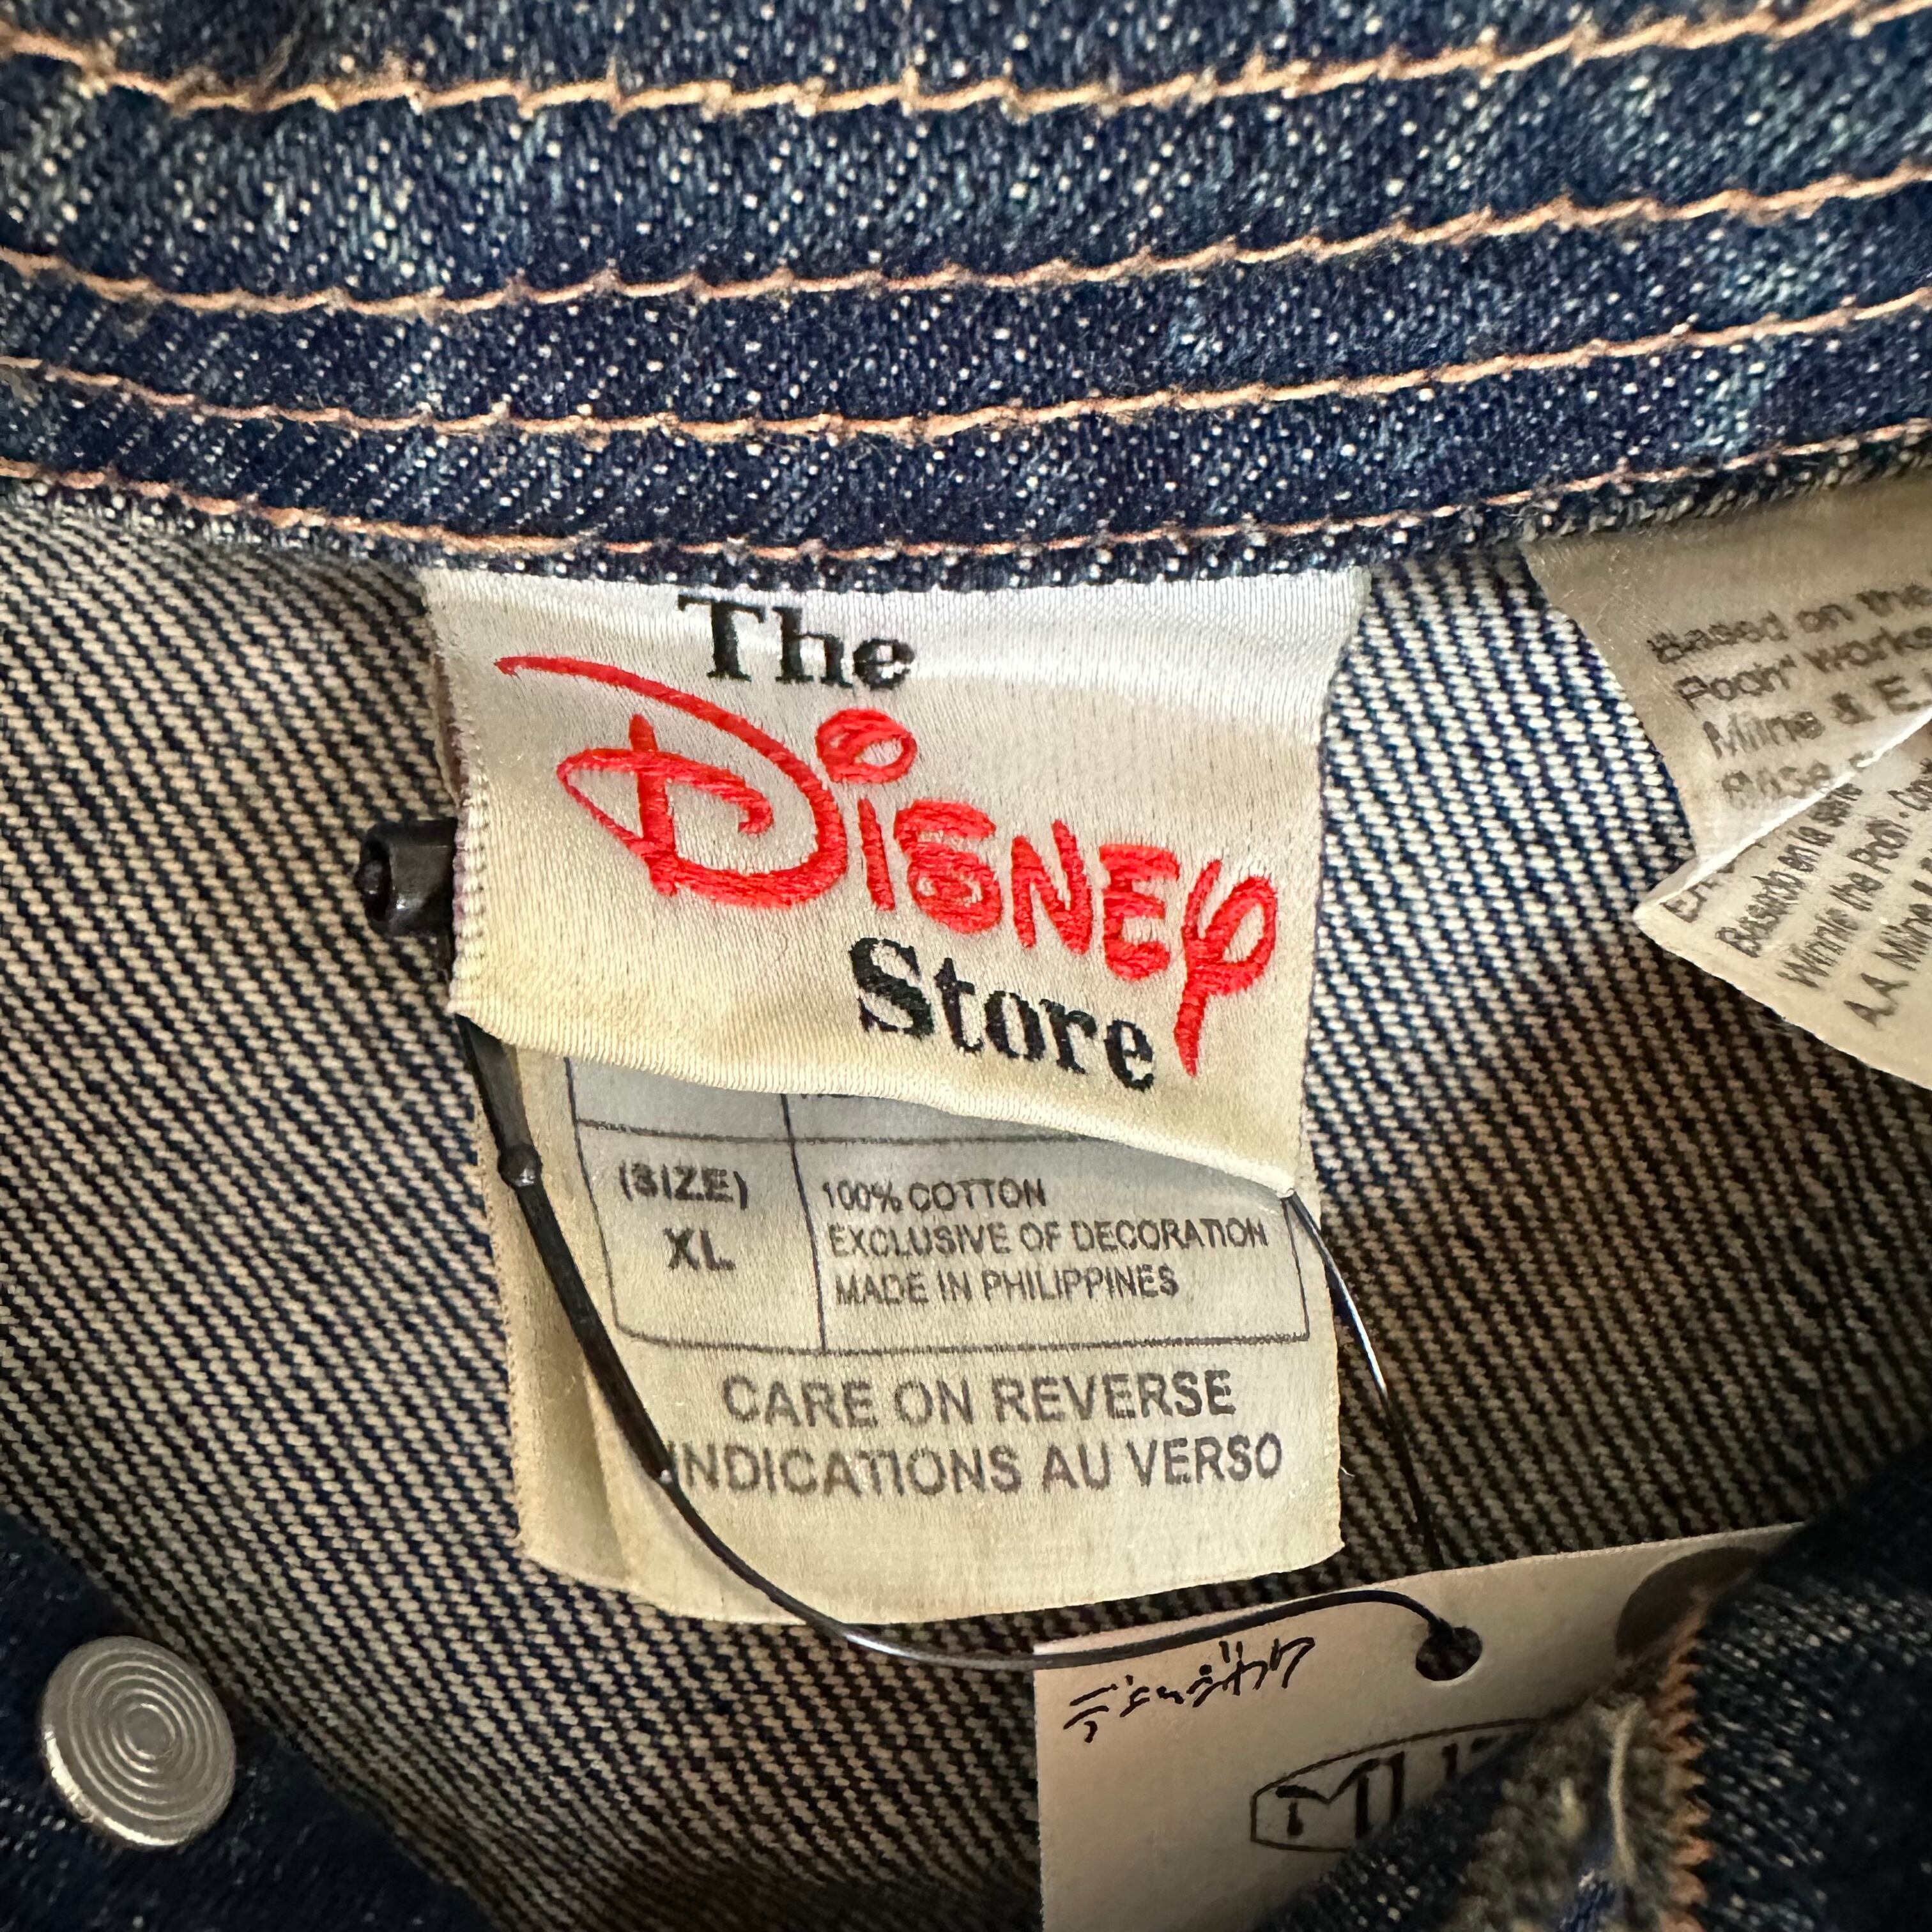 The
Disney
Store
(SIZE)
XL
100% COTTON
EXCLUSIVE OF DECORATION
MADE IN PHILIPPINES
CARE ON REVERSE
INDICATIONS AU VERSO
Based on the
Pooh" works
Milne & E.
Basado en la serie
Winnie the Pooh
A.A. Milne